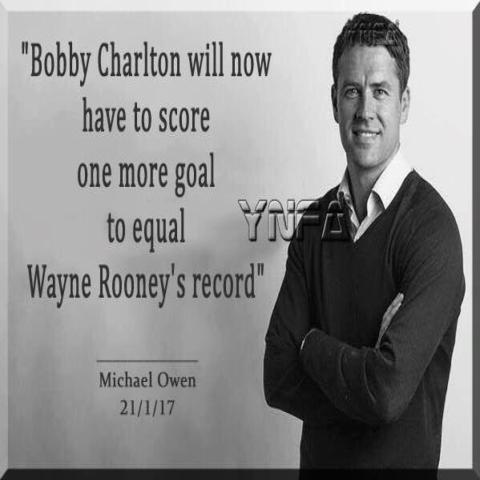 YNFA
"Bobby Charlton will now
have to score
one more goal
to equal
YNFA
Wayne Rooney's record"
Michael Owen
21/1/17